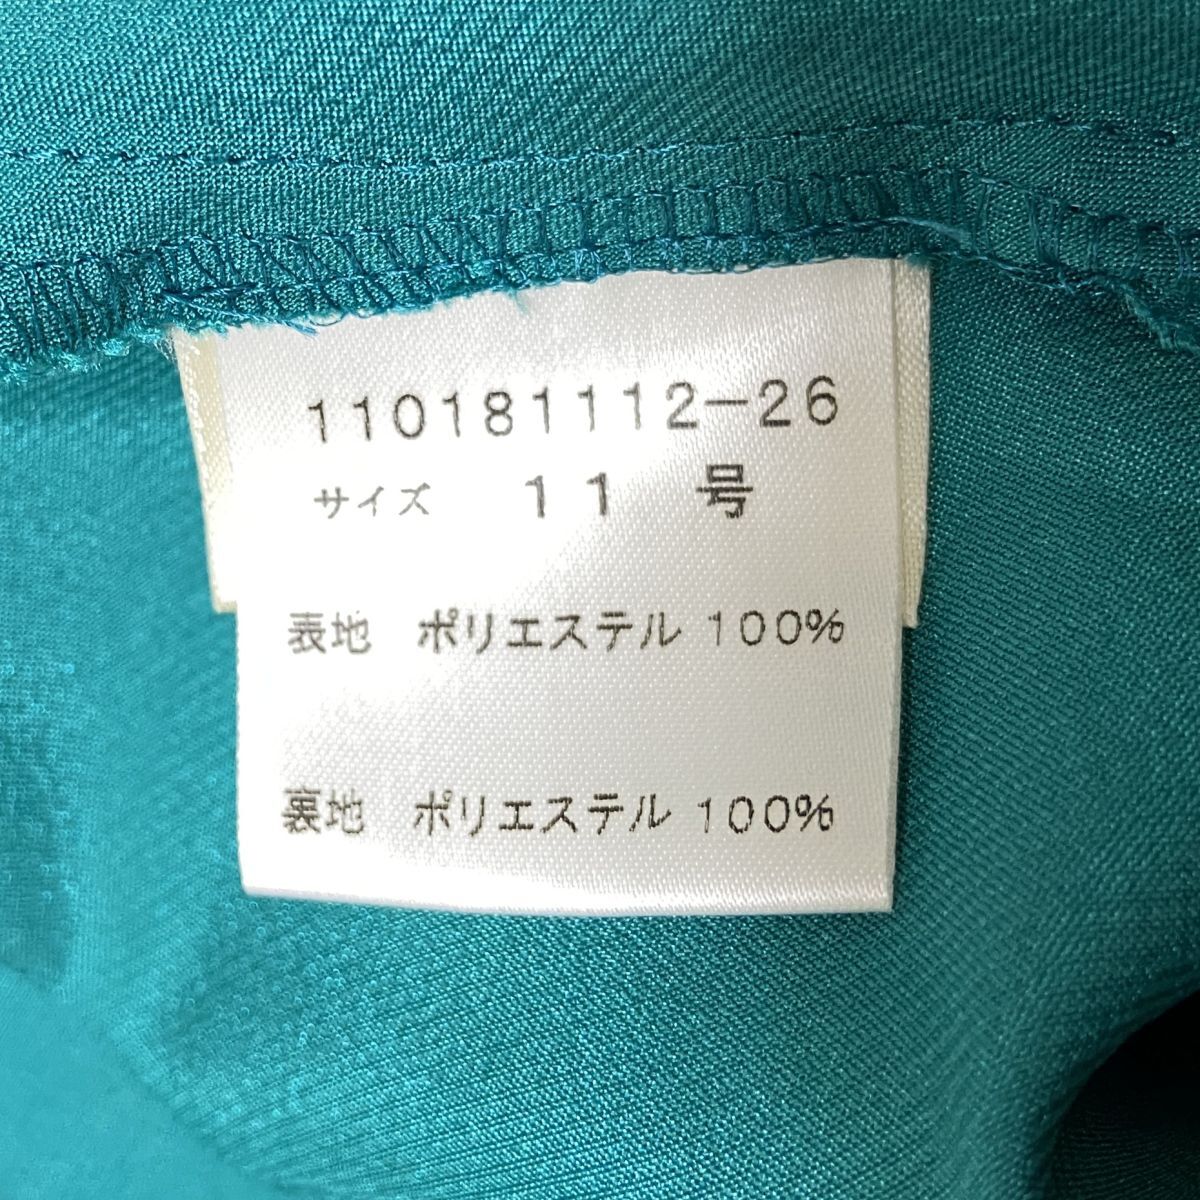 110181112-26
サイズ 11 号
表地 ポリエステル 100%
裏地 ポリエステル 100%